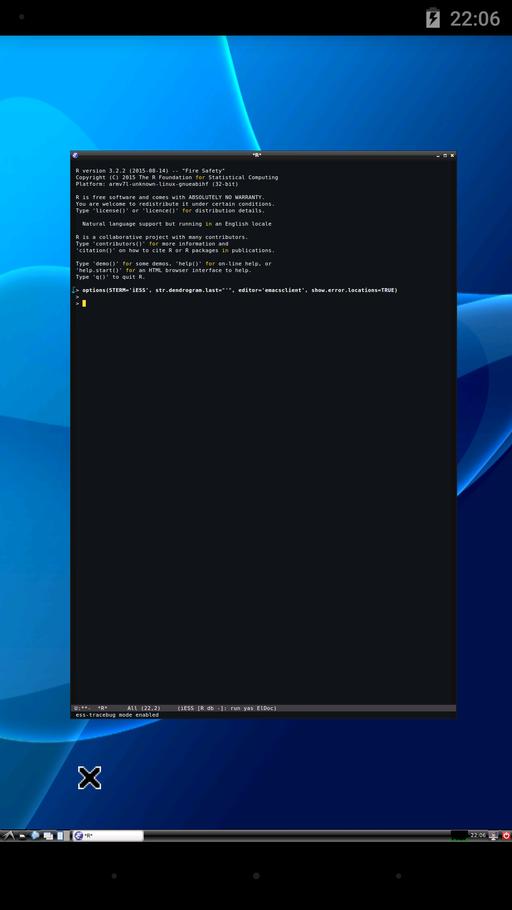 22:06
*R*
R version 3.2.2 (2015-08-14) -- "Fire Safety"
Copyright (C) 2015 The R Foundation for Statistical Computing
Platform: armv7l-unknown-linux-gnueabihf (32-bit)
R is free software and comes with ABSOLUTELY NO WARRANTY.
You are welcome to redistribute it under certain conditions.
Type 'license()' or 'licence()' for distribution details.
Natural language support but running in an English locale
R is a collaborative project with many contributors.
Type 'contributors()' for more information and
'citation()' on how to cite R or R packages in publications.
Type 'demo()' for some demos, 'help()' for on-line help, or
'help.start()' for an HTML browser interface to help.
Type 'q()' to quit R.
> options(STERM='iESS', str.dendrogram.last="'", editor='emacsclient', show.error.locations=TRUE)
>
>
U:**- *R* All (22,2) (iESS [R db -]: run yas ElDoc)
ess-tracebug mode enabled
*R*
22:06